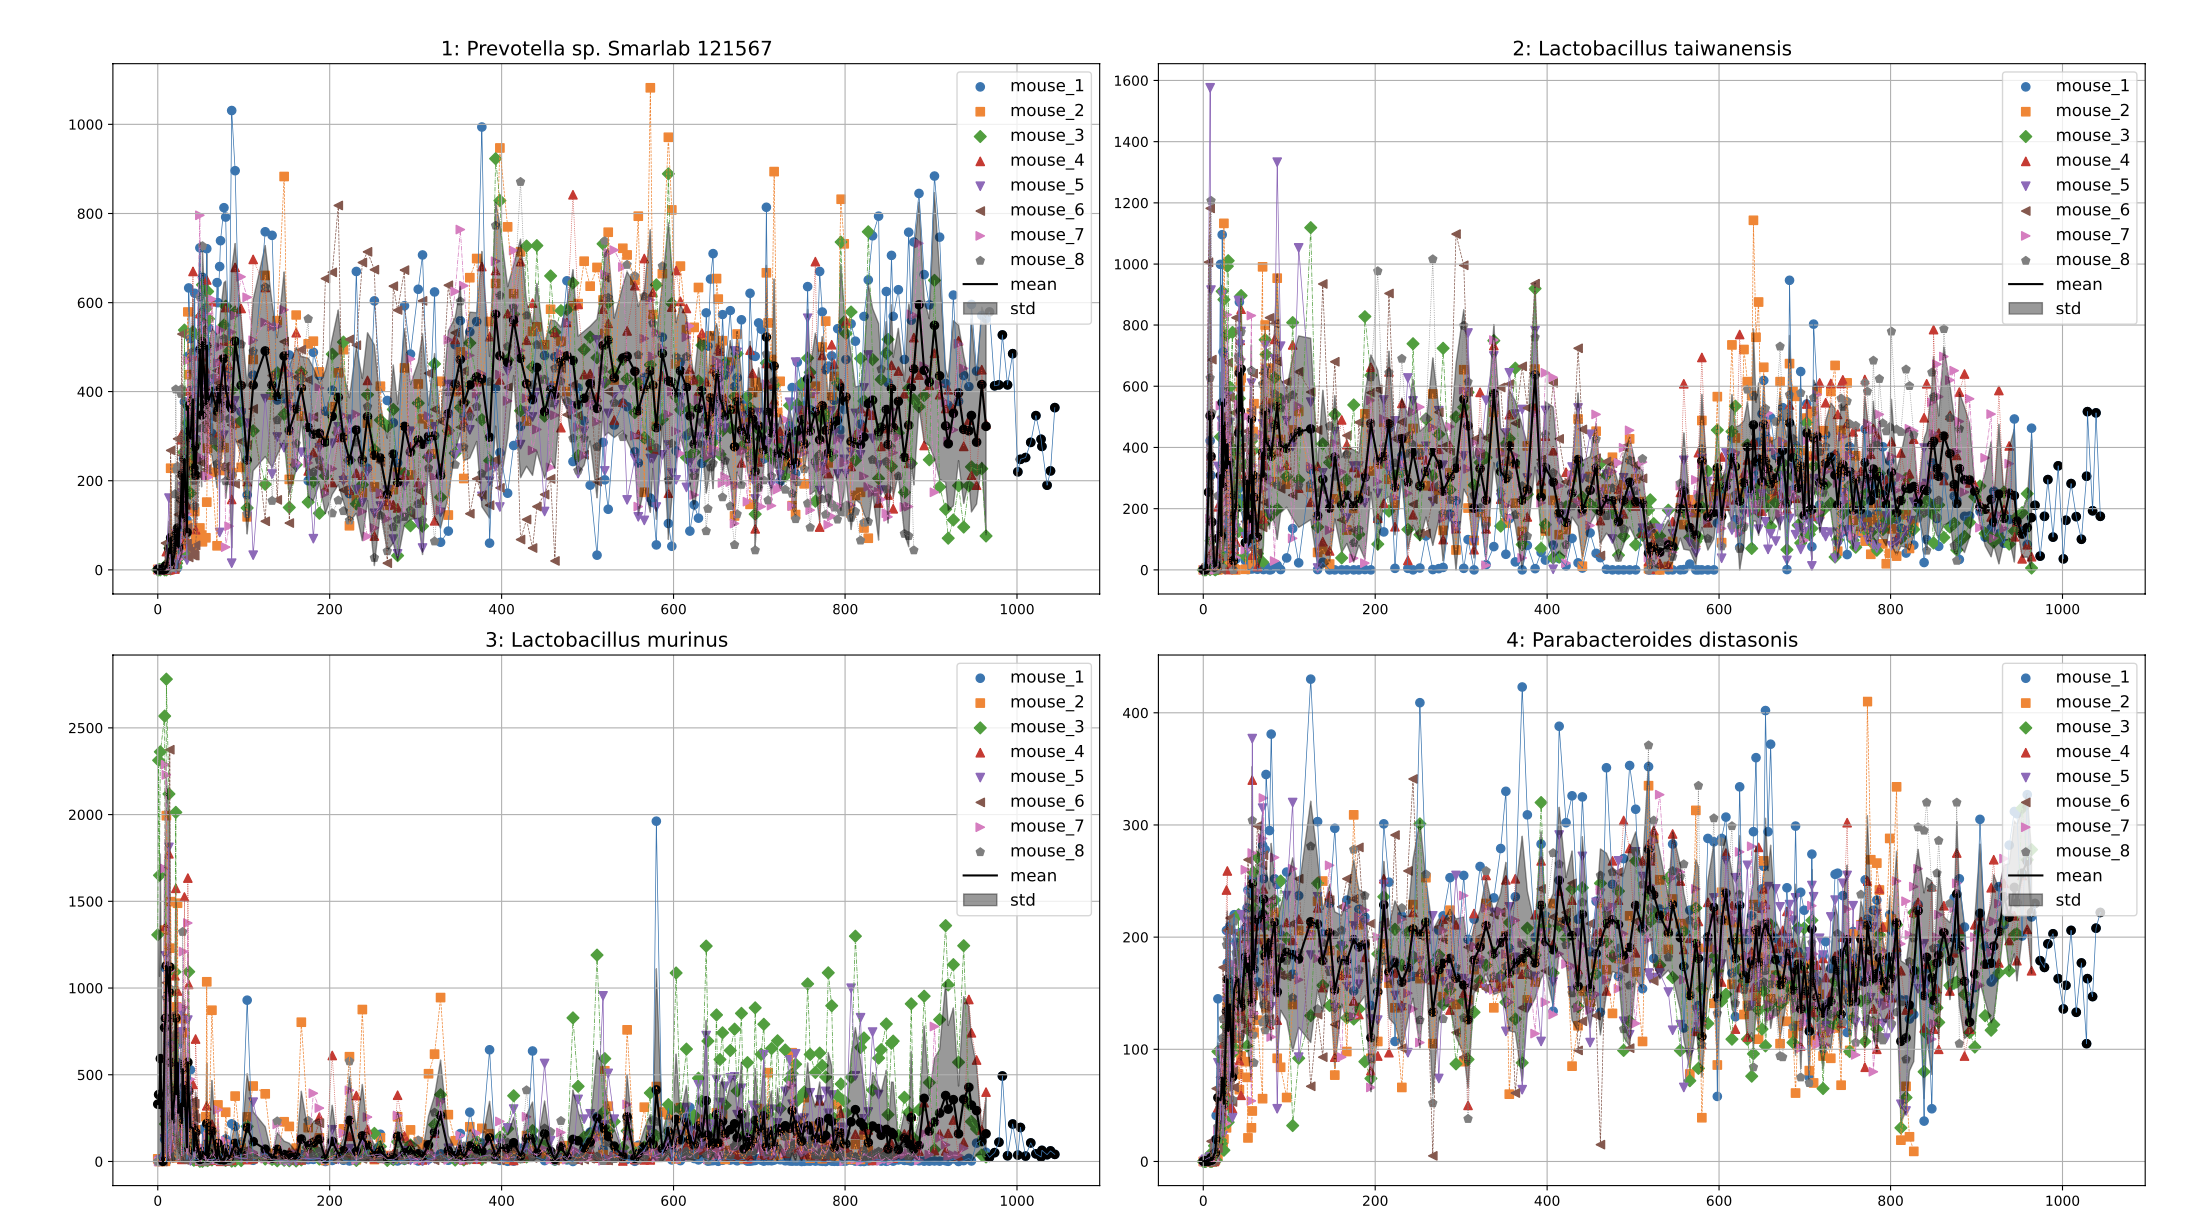 1: Prevotella sp. Smarlab 121567
1000
800
600
400
200
0
0 200 400 600 800 1000
mouse_1
mouse_2
mouse_3
mouse_4
mouse_5
mouse_6
mouse_7
mouse_8
mean
std
2: Lactobacillus taiwanensis
1600
1400
1200
1000
800
600
400
200
0
0 200 400 600 800 1000
mouse_1
mouse_2
mouse_3
mouse_4
mouse_5
mouse_6
mouse_7
mouse_8
mean
std
3: Lactobacillus murinus
2500
2000
1500
1000
500
0
0 200 400 600 800 1000
mouse_1
mouse_2
mouse_3
mouse_4
mouse_5
mouse_6
mouse_7
mouse_8
mean
std
4: Parabacteroides distasonis
400
300
200
100
0
0 200 400 600 800 1000
mouse_1
mouse_2
mouse_3
mouse_4
mouse_5
mouse_6
mouse_7
mouse_8
mean
std